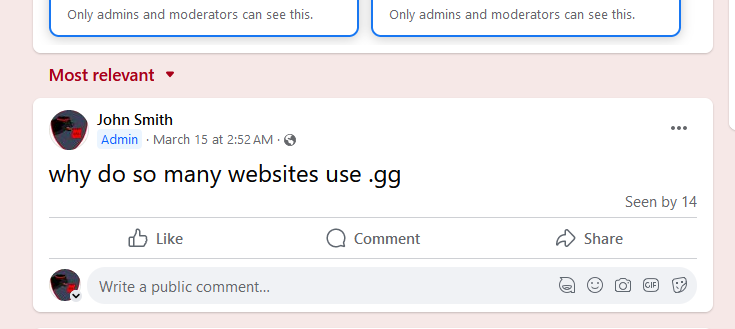 Only admins and moderators can see this.
Only admins and moderators can see this.
Most relevant
John Smith
Admin · March 15 at 2:52 AM ·
why do so many websites use .gg
Seen by 14
Like
Comment
Share
Write a public comment...
GIF